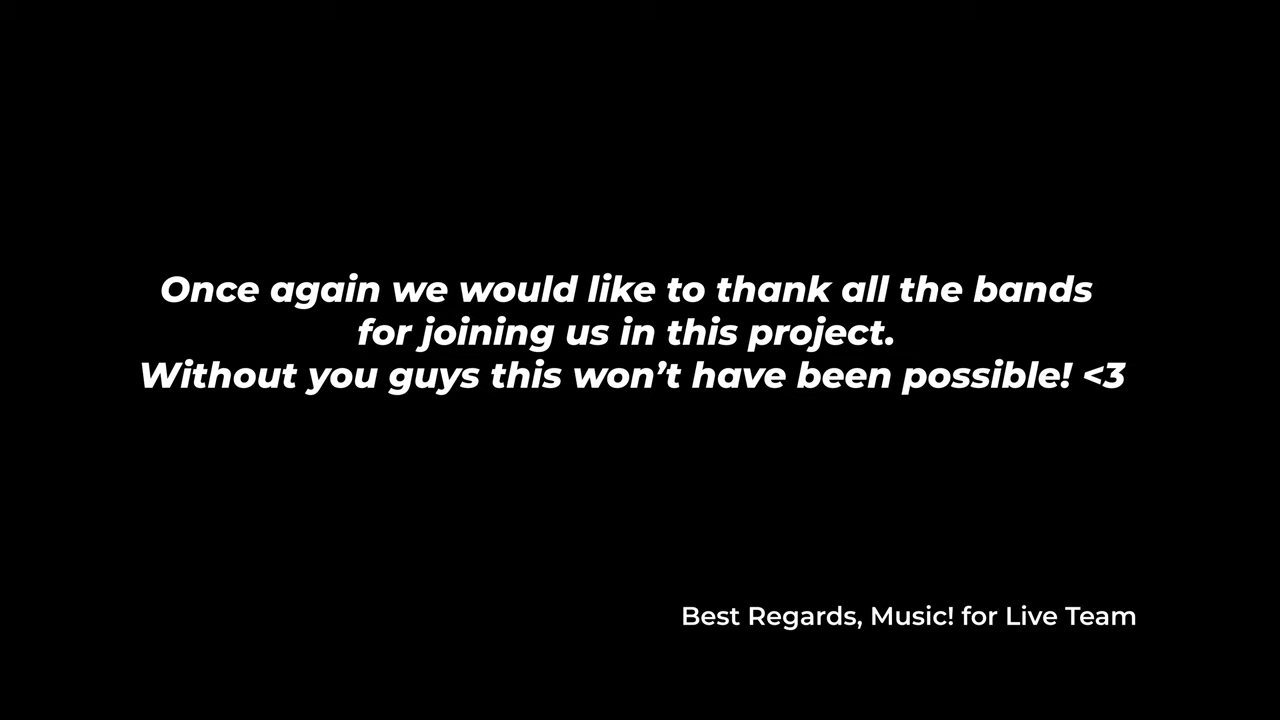 Once again we would like to thank all the bands
for joining us in this project.
Without you guys this won’t have been possible! <3
Best Regards, Music! for Live Team